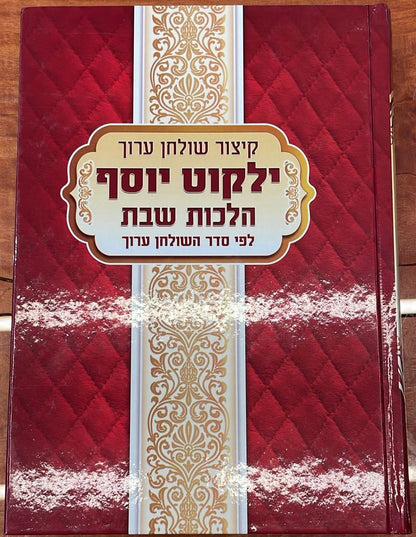 קיצור שולחן ערוך
ילקוט יוסף
הלכות שבת
לפי סדר השולחן ערוך